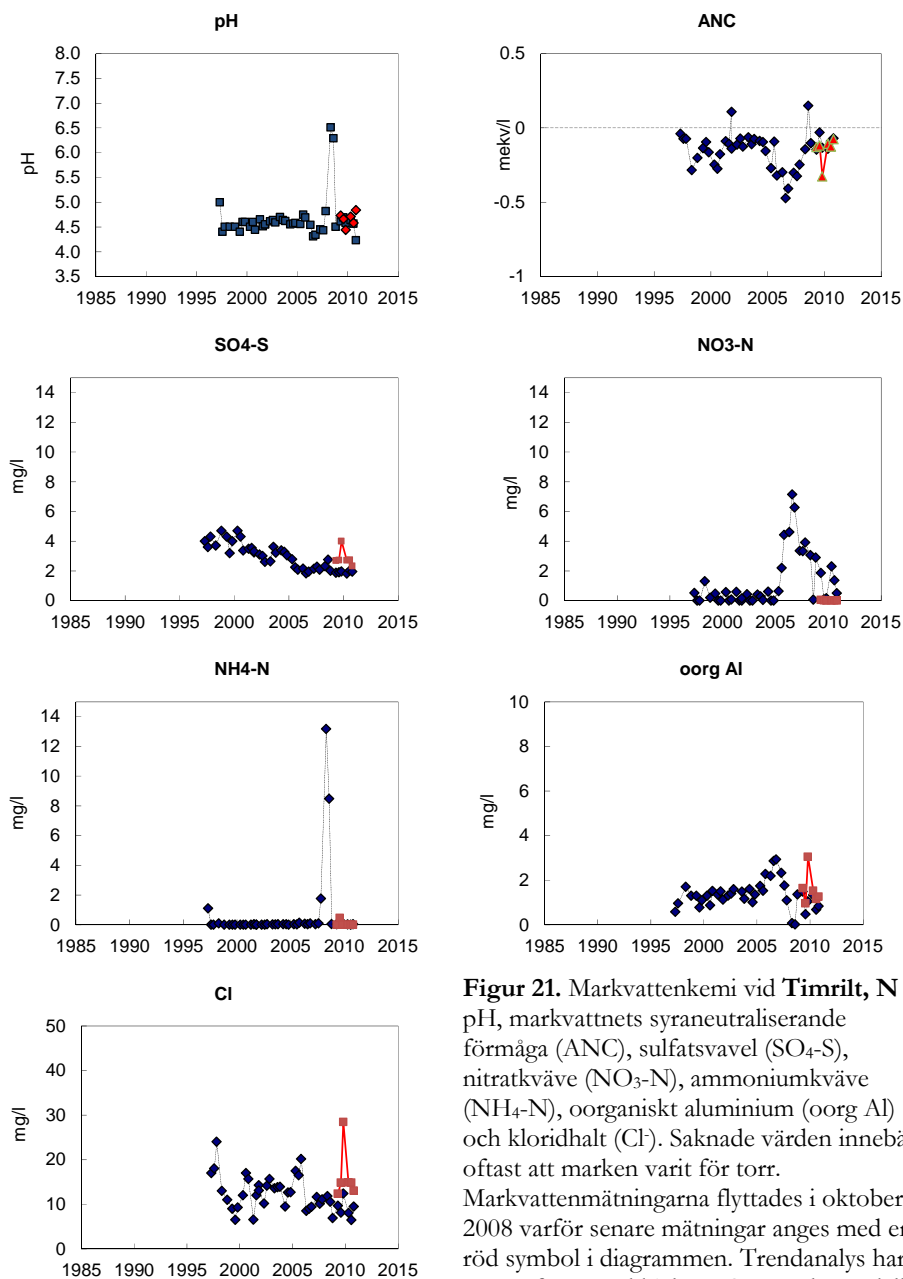 pH
8.0
7.5
7.0
6.5
6.0
5.5
5.0
4.5
4.0
3.5
pH
1985 1990 1995 2000 2005 2010 2015
ANC
0.5
0
-0.5
-1
mekv/l
1985 1990 1995 2000 2005 2010 2015
SO4-S
14
12
10
8
6
4
2
0
mg/l
1985 1990 1995 2000 2005 2010 2015
NO3-N
14
12
10
8
6
4
2
0
mg/l
1985 1990 1995 2000 2005 2010 2015
NH4-N
14
12
10
8
6
4
2
0
mg/l
1985 1990 1995 2000 2005 2010 2015
oorg Al
10
8
6
4
2
0
mg/l
1985 1990 1995 2000 2005 2010 2015
Cl
50
40
30
20
10
0
mg/l
1985 1990 1995 2000 2005 2010 2015
Figur 21. Markvattenkemi vid Timrilt, N
pH, markvattnets syraneutraliserande
förmåga (ANC), sulfatsvavel (SO4-S),
nitratkväve (NO3-N), ammoniumkväve
(NH4-N), oorganiskt aluminium (oorg Al)
och kloridhalt (Cl-). Saknade värden innebä
oftast att marken varit för torr.
Markvattenmätningarna flyttades i oktober
2008 varför senare mätningar anges med
röd symbol i diagrammen. Trendanalys har